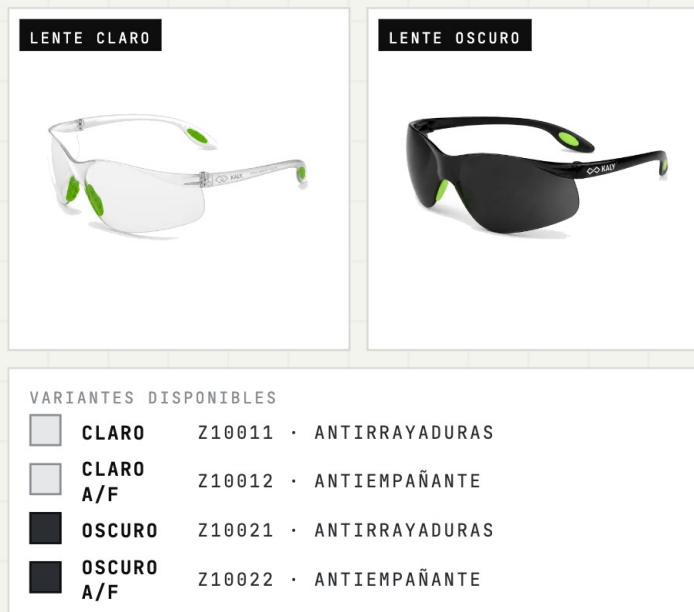 LENTE CLARO
LENTE OSCURO
KALY
KALY
VARIANTES DISPONIBLES
CLARO Z10011 · ANTIRRAYADURAS
CLARO A/F Z10012 · ANTIEMPAÑANTE
OSCURO Z10021 · ANTIRRAYADURAS
OSCURO A/F Z10022 · ANTIEMPAÑANTE